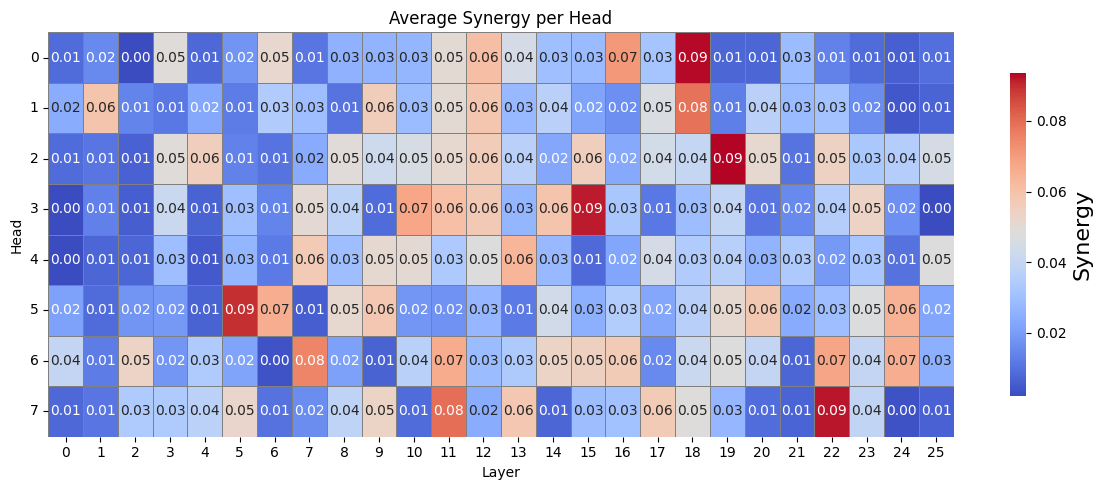 Average Synergy per Head
0 0.01 0.02 0.00 0.05 0.01 0.02 0.05 0.01 0.03 0.03 0.03 0.05 0.06 0.04 0.03 0.03 0.07 0.03 0.09 0.01 0.01 0.03 0.01 0.01 0.01 0.01
1 0.02 0.06 0.01 0.01 0.02 0.01 0.03 0.03 0.01 0.06 0.03 0.05 0.06 0.03 0.04 0.02 0.02 0.05 0.08 0.01 0.04 0.03 0.03 0.02 0.00 0.01
2 0.01 0.01 0.01 0.05 0.06 0.01 0.01 0.02 0.05 0.04 0.05 0.05 0.06 0.04 0.02 0.06 0.02 0.04 0.04 0.09 0.05 0.01 0.05 0.03 0.04 0.05
3 0.00 0.01 0.01 0.04 0.01 0.03 0.01 0.05 0.04 0.01 0.07 0.06 0.06 0.03 0.06 0.09 0.03 0.01 0.03 0.04 0.01 0.02 0.04 0.05 0.02 0.00
4 0.00 0.01 0.01 0.03 0.01 0.03 0.01 0.06 0.03 0.05 0.05 0.03 0.05 0.06 0.03 0.01 0.02 0.04 0.03 0.04 0.03 0.03 0.02 0.03 0.01 0.05
5 0.02 0.01 0.02 0.02 0.01 0.09 0.07 0.01 0.05 0.06 0.02 0.02 0.03 0.01 0.04 0.03 0.03 0.02 0.04 0.05 0.06 0.02 0.03 0.05 0.06 0.02
6 0.04 0.01 0.05 0.02 0.03 0.02 0.00 0.08 0.02 0.01 0.04 0.07 0.03 0.03 0.05 0.05 0.06 0.02 0.04 0.05 0.04 0.01 0.07 0.04 0.07 0.03
7 0.01 0.01 0.03 0.03 0.04 0.05 0.01 0.02 0.04 0.05 0.01 0.08 0.02 0.06 0.01 0.03 0.03 0.06 0.05 0.03 0.01 0.01 0.09 0.04 0.00 0.01
0 1 2 3 4 5 6 7 8 9 10 11 12 13 14 15 16 17 18 19 20 21 22 23 24 25
Layer
Head
0.08
0.06
0.04
0.02
Synergy